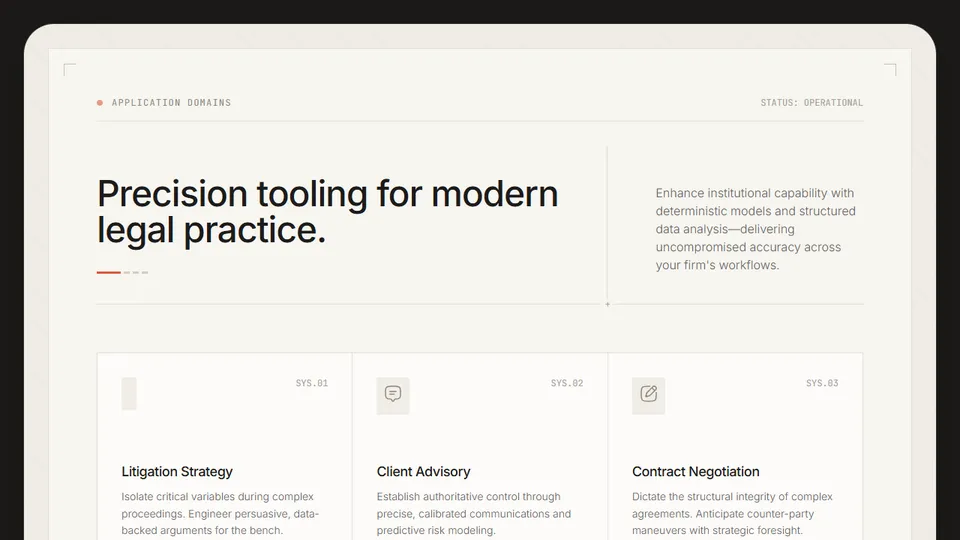 APPLICATION DOMAINS
STATUS: OPERATIONAL
Precision tooling for modern
legal practice.
Enhance institutional capability with
deterministic models and structured
data analysis—delivering
uncompromised accuracy across
your firm's workflows.
SYS.01
Litigation Strategy
Isolate critical variables during complex
proceedings. Engineer persuasive, data-
backed arguments for the bench.
SYS.02
Client Advisory
Establish authoritative control through
precise, calibrated communications and
predictive risk modeling.
SYS.03
Contract Negotiation
Dictate the structural integrity of complex
agreements. Anticipate counter-party
maneuvers with strategic foresight.